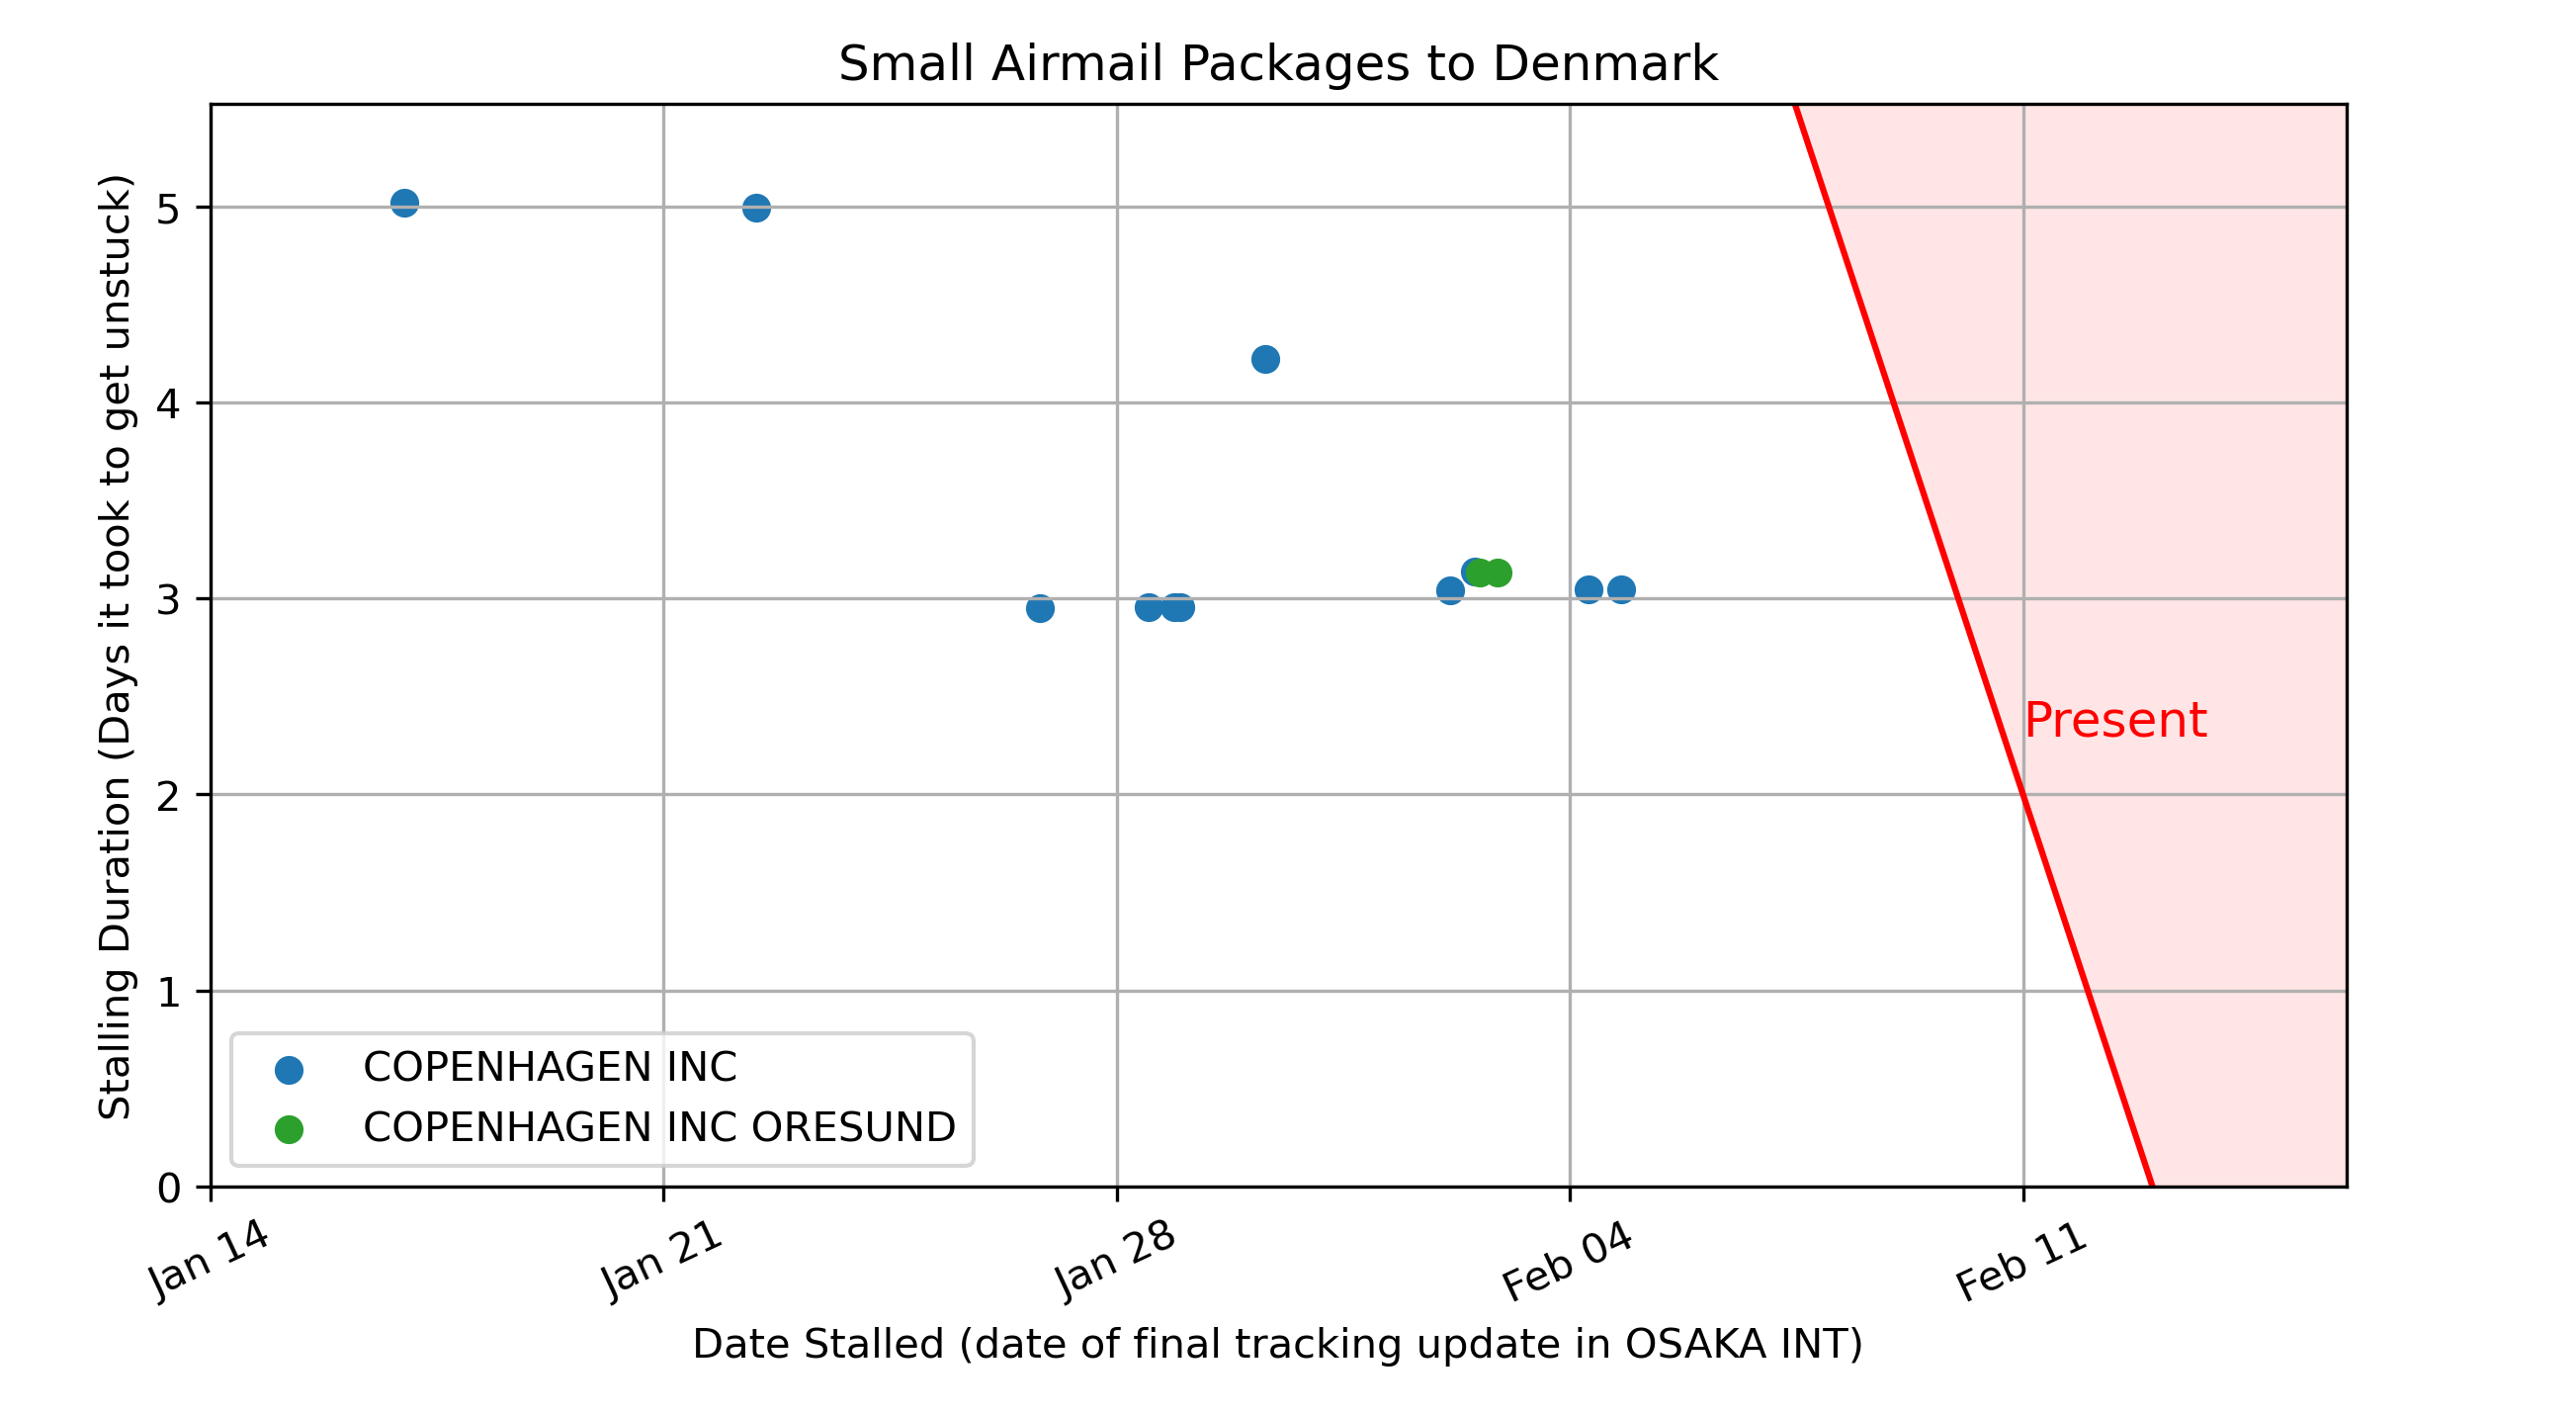 Small Airmail Packages to Denmark
Stalling Duration (Days it took to get unstuck)
5
4
3
2
1
0
Present
COPENHAGEN INC
COPENHAGEN INC ORESUND
Jan 14
Jan 21
Jan 28
Feb 04
Feb 11
Date Stalled (date of final tracking update in OSAKA INT)